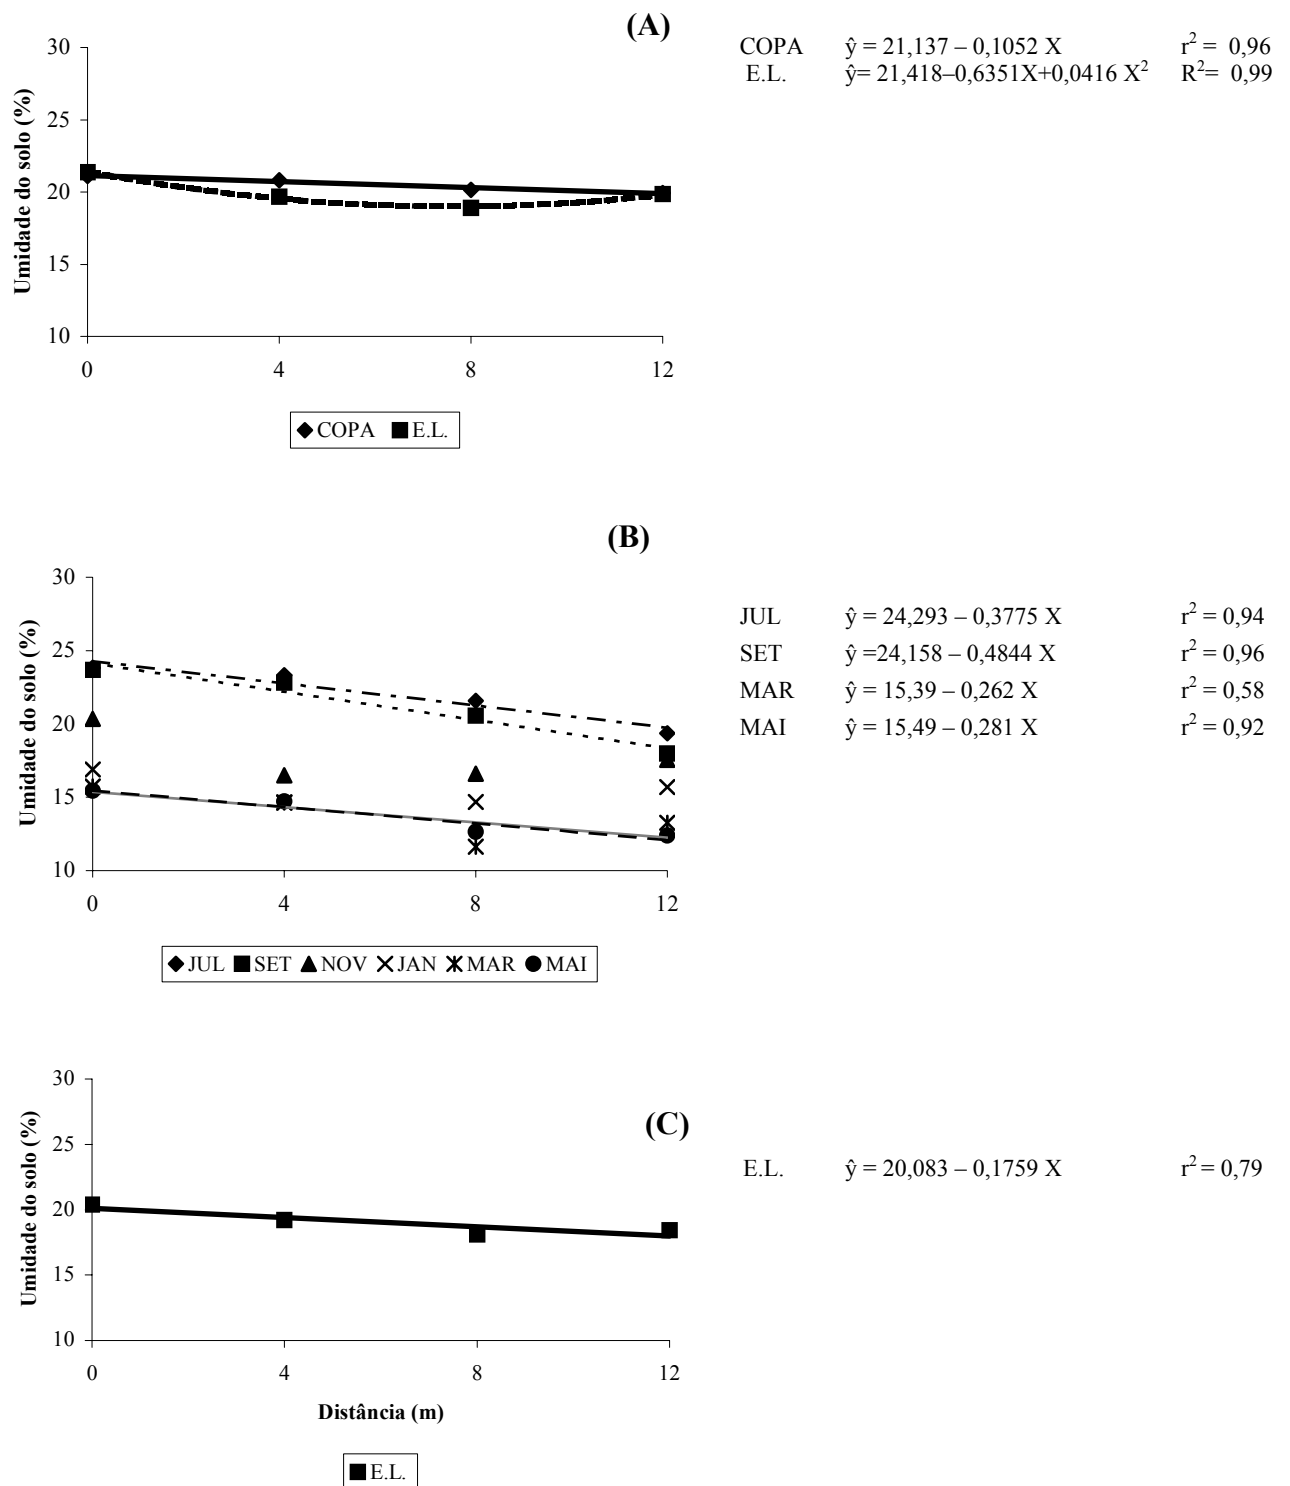 (A)
COPA ŷ = 21,137 – 0,1052 X r² = 0,96
E.L. ŷ= 21,418–0,6351X+0,0416 X² R²= 0,99
Umidade do solo (%)
30
25
20
15
10
0 4 8 12
COPA E.L.
(B)
JUL ŷ = 24,293 – 0,3775 X r² = 0,94
SET ŷ =24,158 – 0,4844 X r² = 0,96
MAR ŷ = 15,39 – 0,262 X r² = 0,58
MAI ŷ = 15,49 – 0,281 X r² = 0,92
Umidade do solo (%)
30
25
20
15
10
0 4 8 12
JUL SET NOV JAN MAR MAI
(C)
E.L. ŷ = 20,083 – 0,1759 X r² = 0,79
Umidade do solo (%)
30
25
20
15
10
0 4 8 12
Distância (m)
E.L.